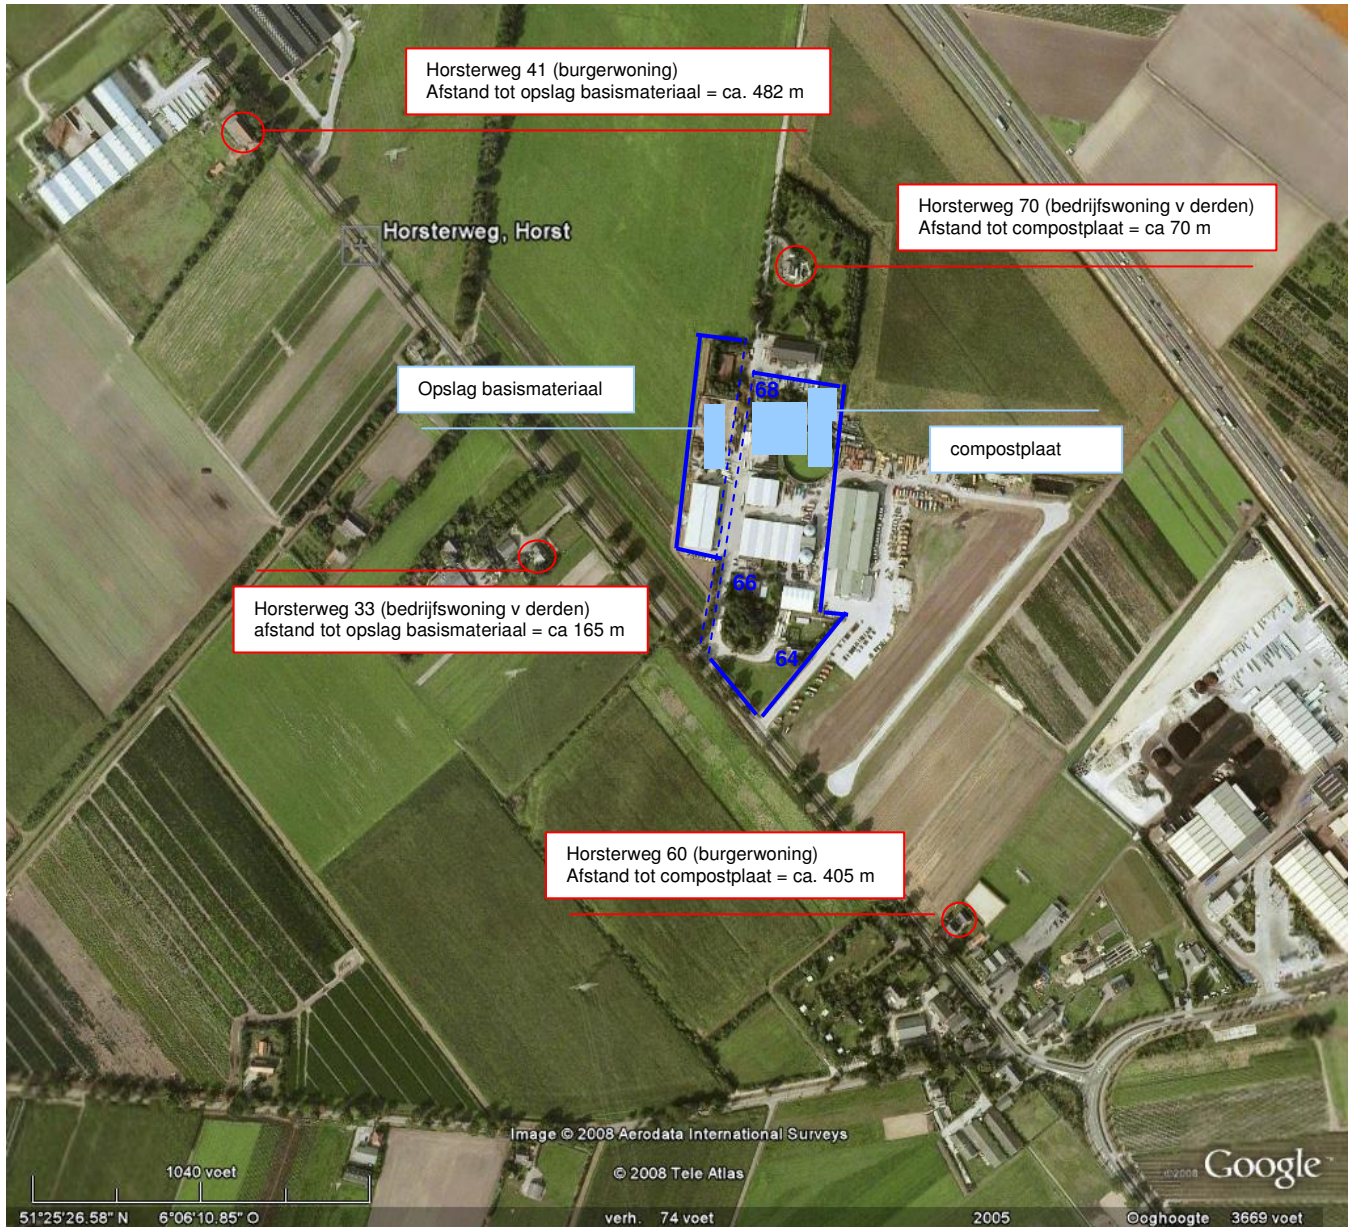 Horsterweg 41 (burgerwoning)
Afstand tot opslag basismateriaal = ca. 482 m
Horsterweg 70 (bedrijfswoning v derden)
Afstand tot compostplaat = ca 70 m
Horsterweg, Horst
Opslag basismateriaal
68
compostplaat
66
Horsterweg 33 (bedrijfswoning v derden)
afstand tot opslag basismateriaal = ca 165 m
64
Horsterweg 60 (burgerwoning)
Afstand tot compostplaat = ca. 405 m
Image © 2008 Aerodata International Surveys
© 2008 Tele Atlas
1040 voet
©2008 Google
51°25'26.58" N 6°06'10.85" O verh. 74 voet 2005 Ooghoogte 3669 voet